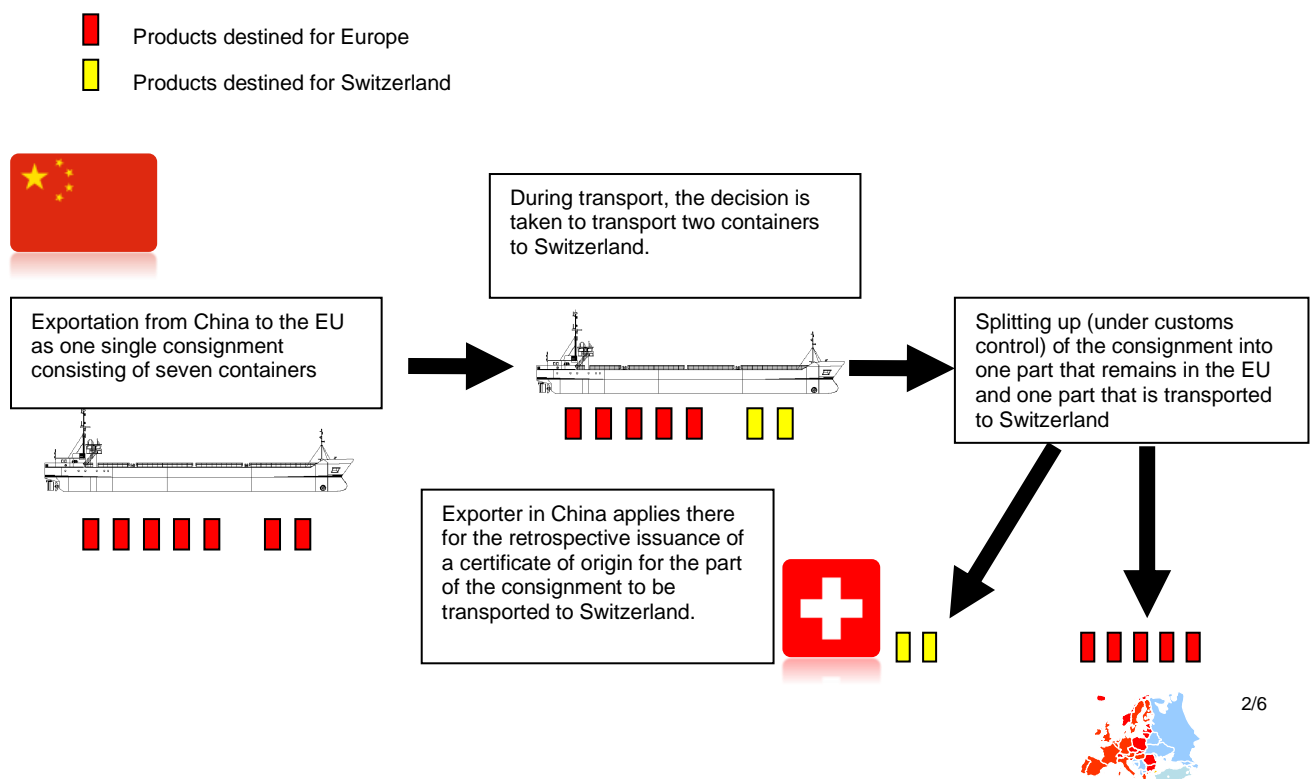 Products destined for Europe
Products destined for Switzerland
During transport, the decision is
taken to transport two containers
to Switzerland.
Exportation from China to the EU
as one single consignment
consisting of seven containers
Splitting up (under customs
control) of the consignment into
one part that remains in the EU
and one part that is transported
to Switzerland
Exporter in China applies there
for the retrospective issuance of
a certificate of origin for the part
of the consignment to be
transported to Switzerland.
2/6